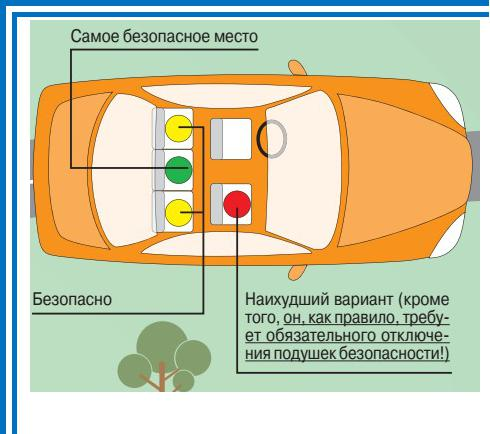 Самое безопасное место
Безопасно
Наихудший вариант (кроме
того, он, как правило, требу-
ет обязательного отключе-
ния подушек безопасности!)